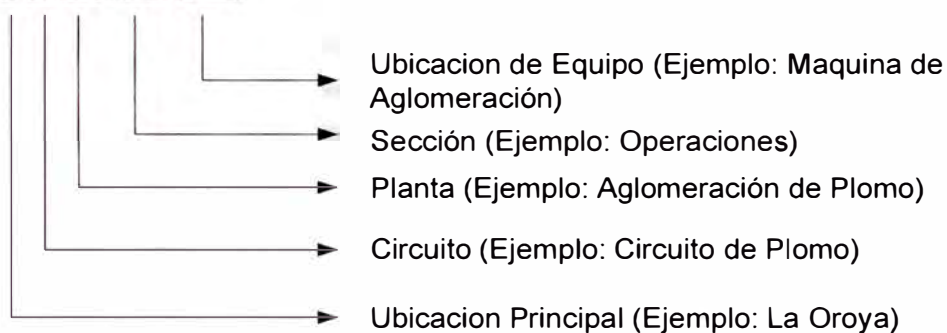 Ubicacion de Equipo (Ejemplo: Maquina de
Aglomeración)
Sección (Ejemplo: Operaciones)
Planta (Ejemplo: Aglomeración de Plomo)
Circuito (Ejemplo: Circuito de Plomo)
Ubicacion Principal (Ejemplo: La Oroya)